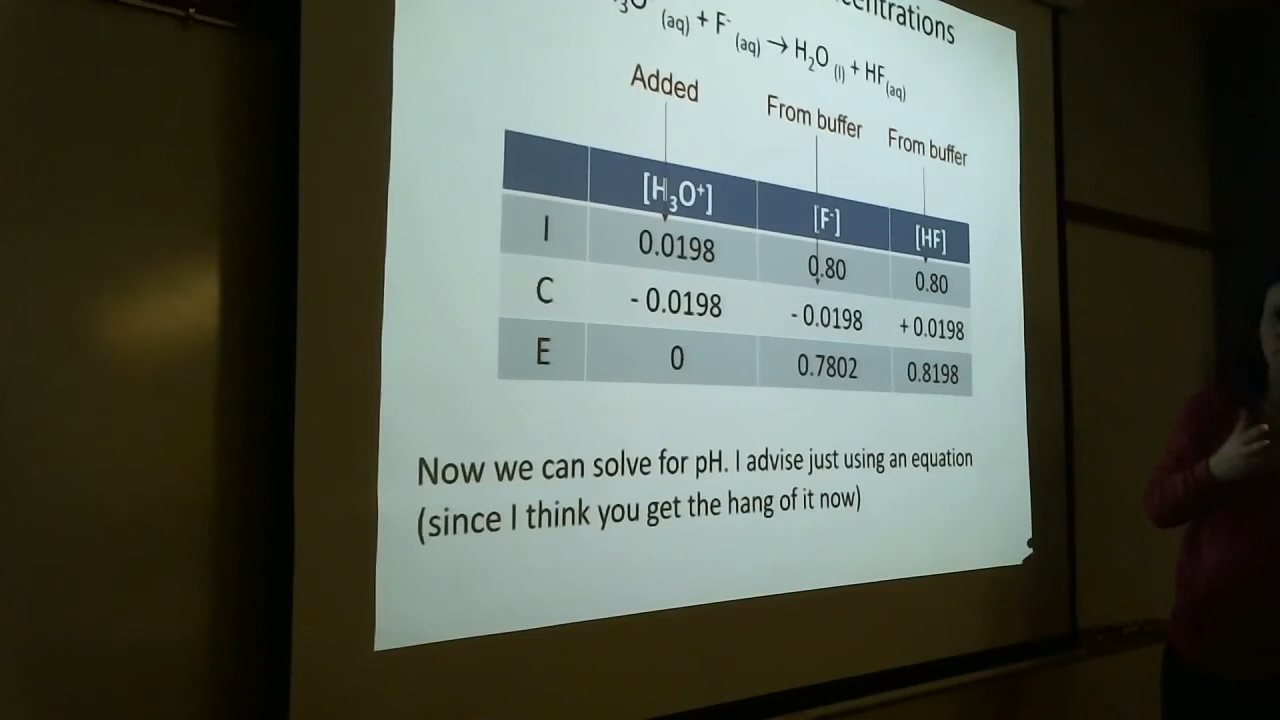 (aq) + F-(aq) → H2O (l) + HF(aq)
Added
From buffer
From buffer
[H3O+] [F-] [HF]
I 0.0198 0.80 0.80
C - 0.0198 - 0.0198 + 0.0198
E 0 0.7802 0.8198
Now we can solve for pH. I advise just using an equation
(since I think you get the hang of it now)